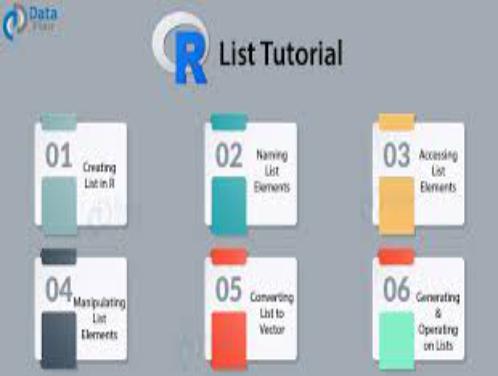 Data
Flair
R List Tutorial
01
Creating
List in R
02
Naming
List
Elements
03
Accessing
List
Elements
04
Manipulating
List
Elements
05
Converting
List to
Vector
06
Generating
&
Operating
on Lists